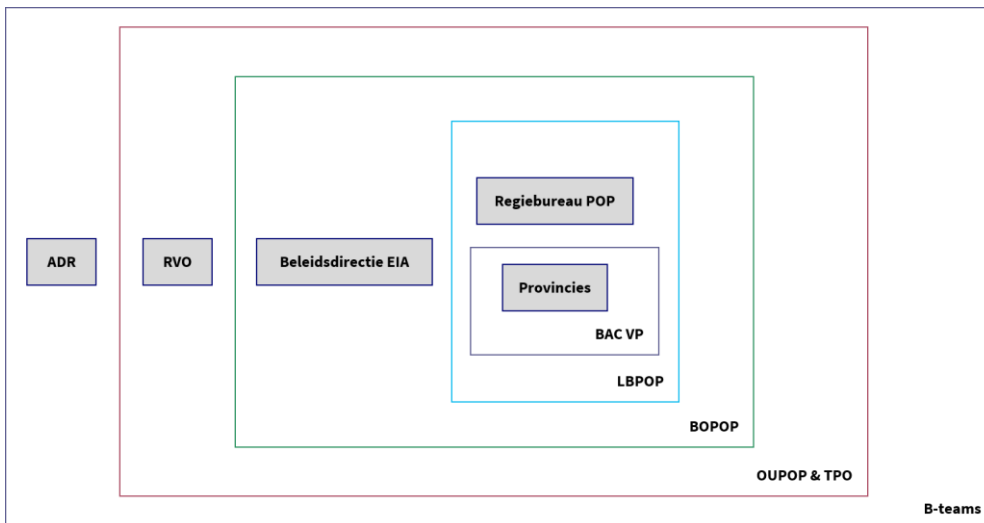 Regiebureau POP
ADR
RVO
Beleidsdirectie EIA
Provincies
BAC VP
LBPOP
BOPOP
OUPOP & TPO
B-teams